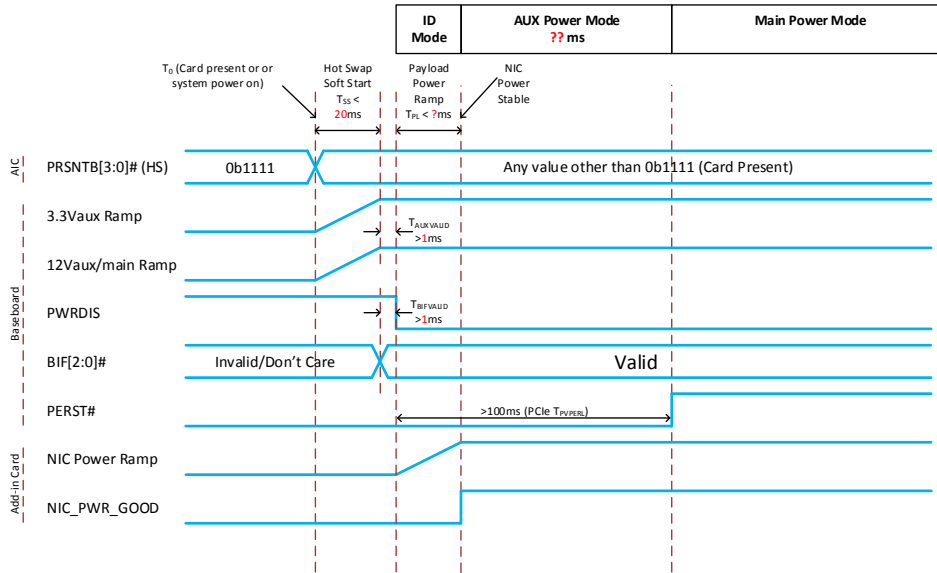 ID
Mode
AUX Power Mode
?? ms
Main Power Mode
T0 (Card present or or
system power on)
Hot Swap
Soft Start
TSS <
20ms
Payload
Power
Ramp
TPL < ?ms
NIC
Power
Stable
AIC
PRSNTB[3:0]# (HS)
0b1111
Any value other than 0b1111 (Card Present)
Baseboard
3.3Vaux Ramp
TAUXVALID
>1ms
12Vaux/main Ramp
PWRDIS
TBIFVALID
>1ms
BIF[2:0]#
Invalid/Don't Care
Valid
PERST#
>100ms (PCIe TPVPERL)
Add-in Card
NIC Power Ramp
NIC_PWR_GOOD